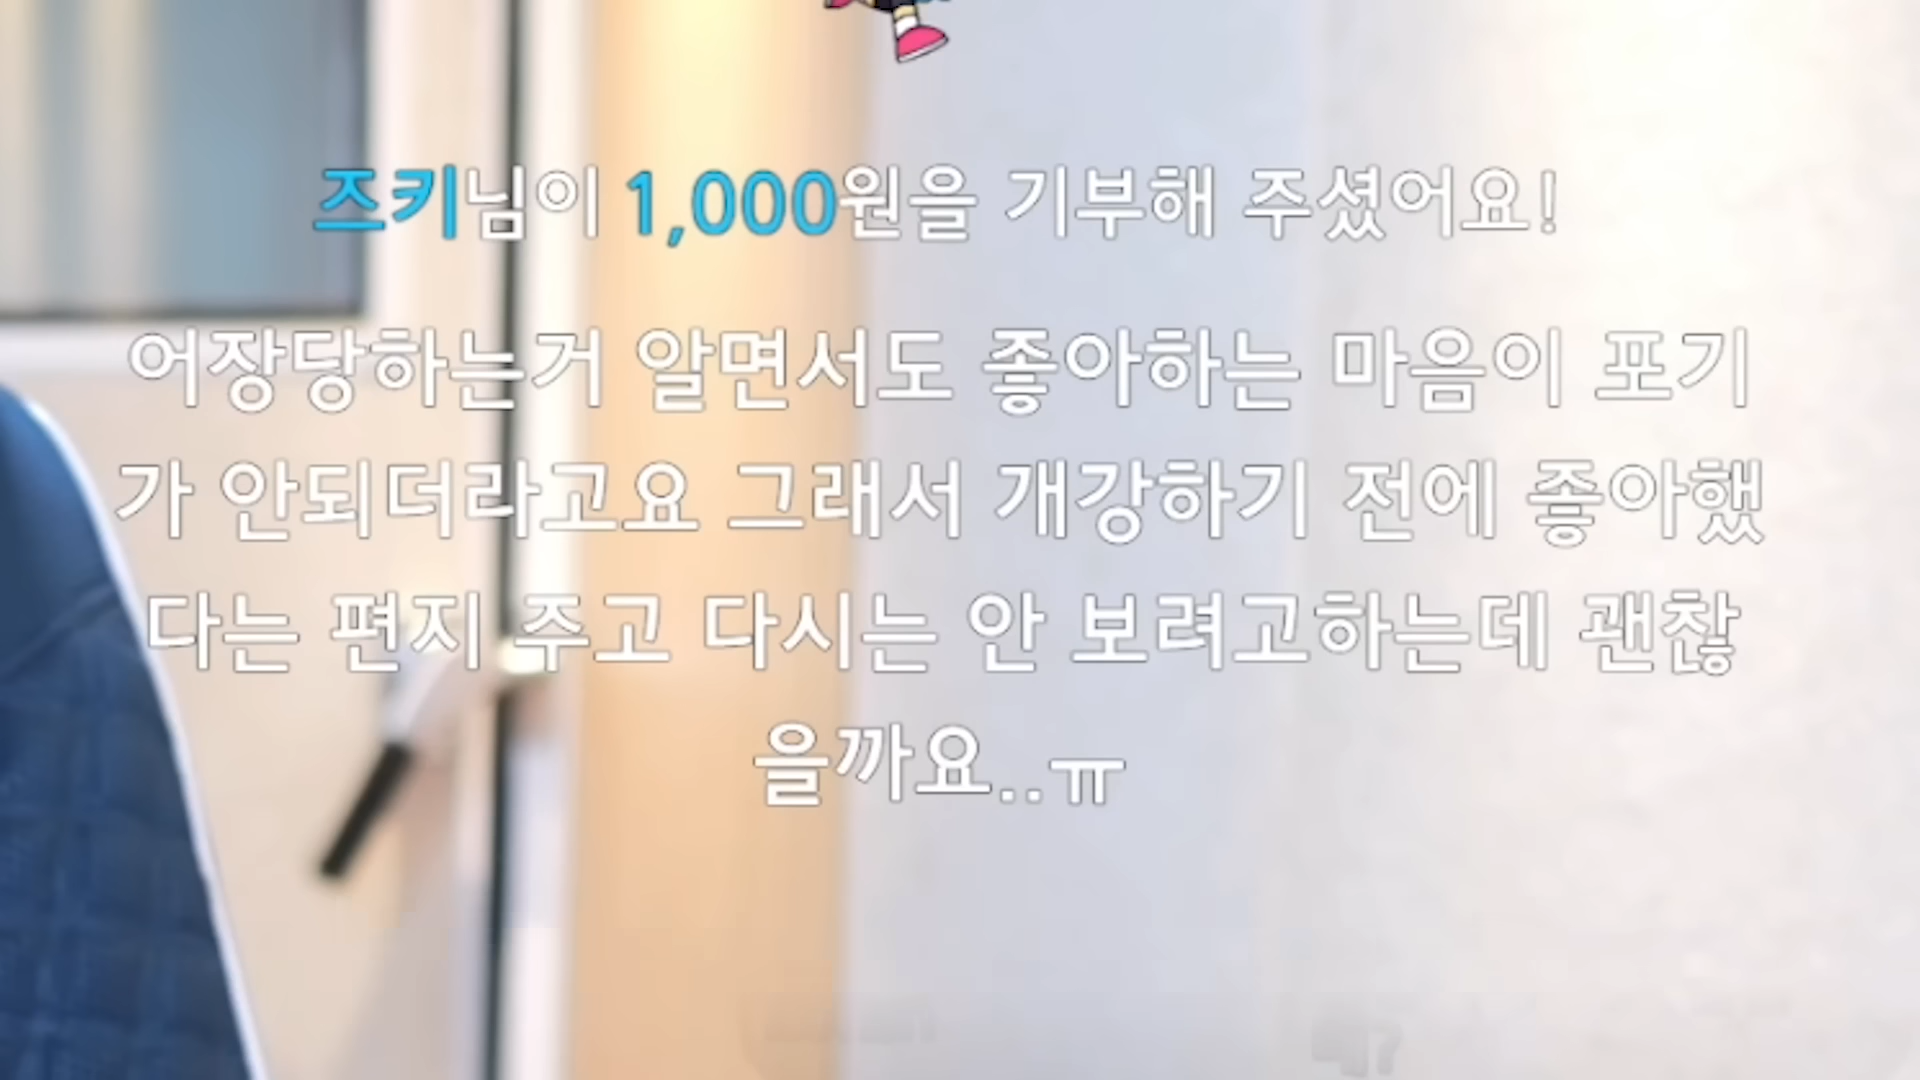 즈키님이 1,000원을 기부해 주셨어요!
어장당하는거 알면서도 좋아하는 마음이 포기
가 안되더라고요 그래서 개강하기 전에 좋아했
다는 편지 주고 다시는 안 보려고하는데 괜찮
을까요..ㅠ